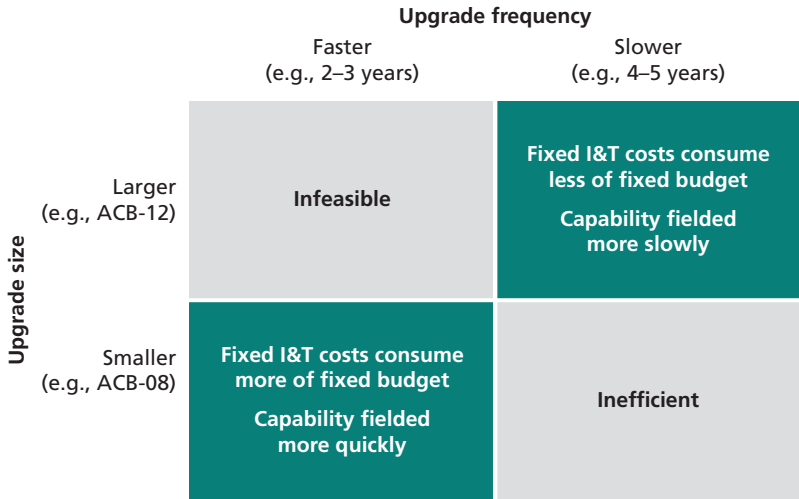 Upgrade frequency
Faster
(e.g., 2–3 years)
Slower
(e.g., 4–5 years)
Upgrade size
Larger
(e.g., ACB-12)
Infeasible
Fixed I&T costs consume
less of fixed budget
Capability fielded
more slowly
Smaller
(e.g., ACB-08)
Fixed I&T costs consume
more of fixed budget
Capability fielded
more quickly
Inefficient